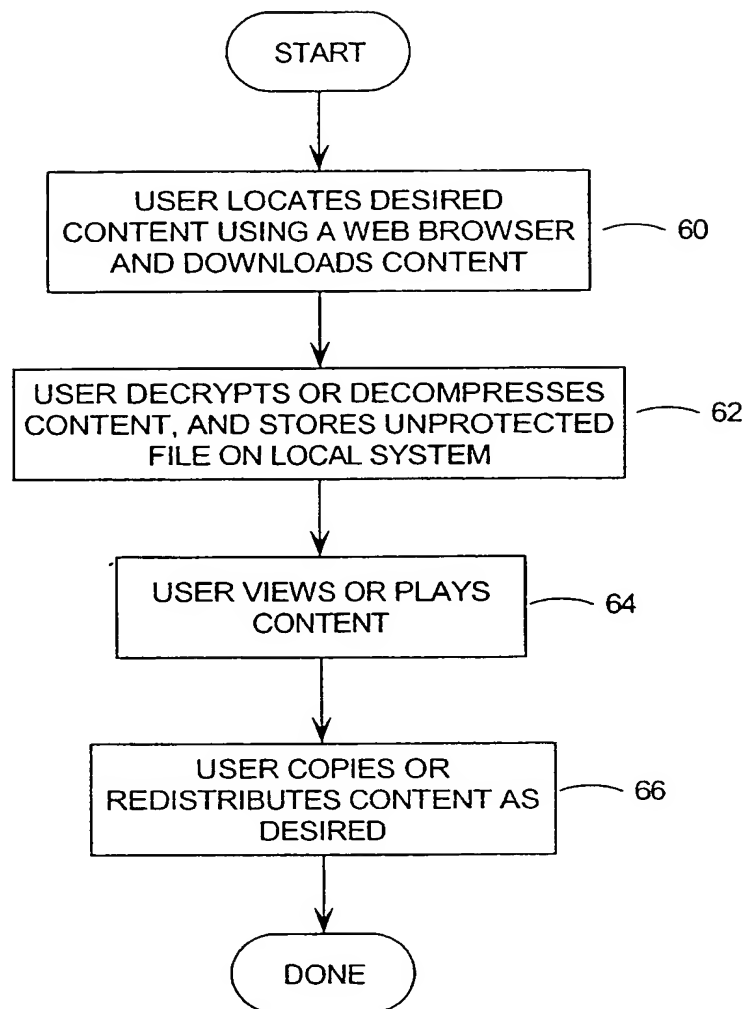 START
USER LOCATES DESIRED
CONTENT USING A WEB BROWSER
AND DOWNLOADS CONTENT
60
USER DECRYPTS OR DECOMPRESSES
CONTENT, AND STORES UNPROTECTED
FILE ON LOCAL SYSTEM
62
USER VIEWS OR PLAYS
CONTENT
64
USER COPIES OR
REDISTRIBUTES CONTENT AS
DESIRED
66
DONE